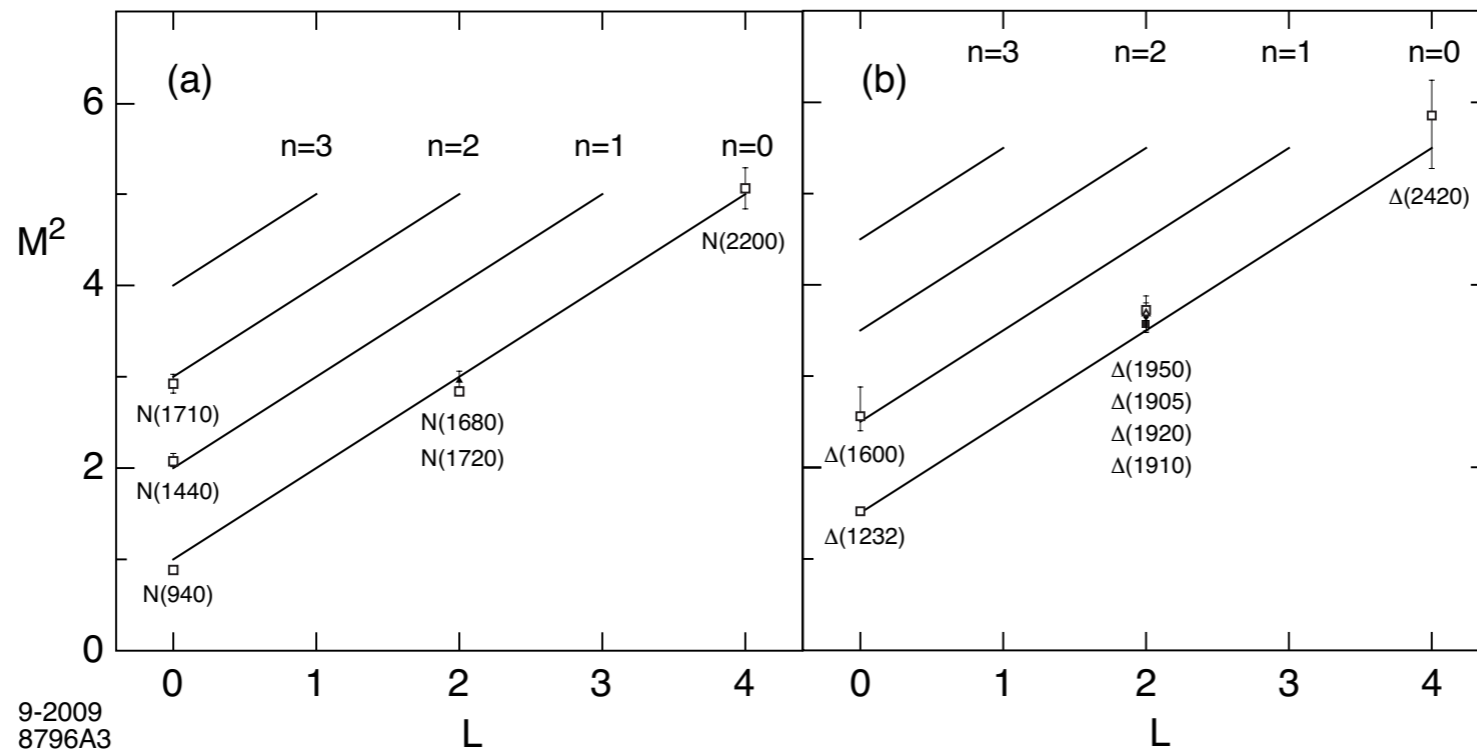 (a)
n=3 n=2 n=1 n=0
M²
6
4
2
0
N(2200)
N(1710)
N(1680)
N(1440)
N(1720)
N(940)
0 1 2 3 4
L
(b)
n=3 n=2 n=1 n=0
Δ(2420)
Δ(1950)
Δ(1905)
Δ(1600)
Δ(1920)
Δ(1910)
Δ(1232)
0 1 2 3 4
L
9-2009
8796A3